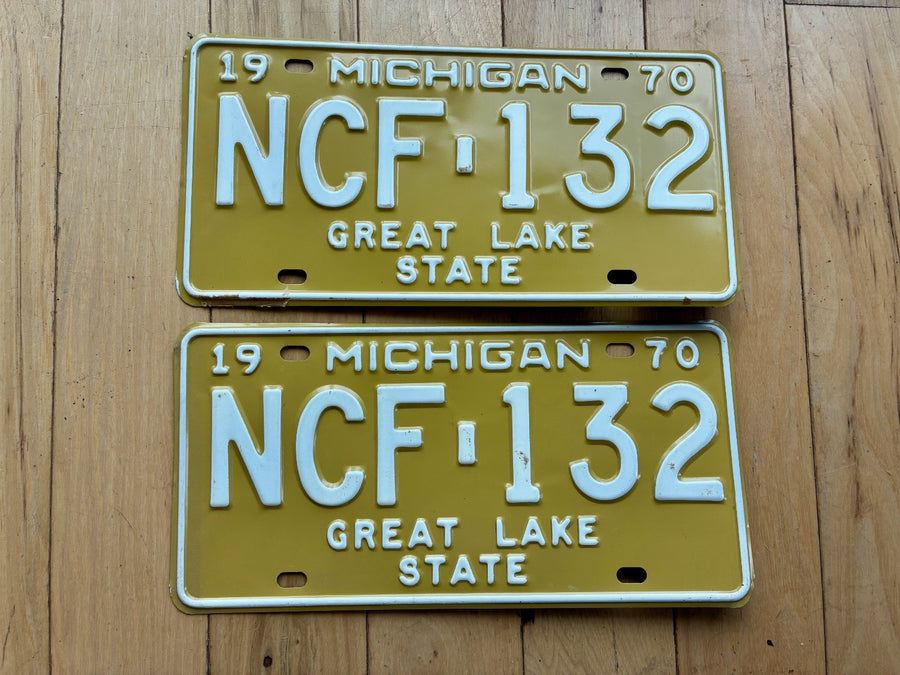 19 MICHIGAN 70
NCF-132
GREAT LAKE
STATE
19 MICHIGAN 70
NCF-132
GREAT LAKE
STATE